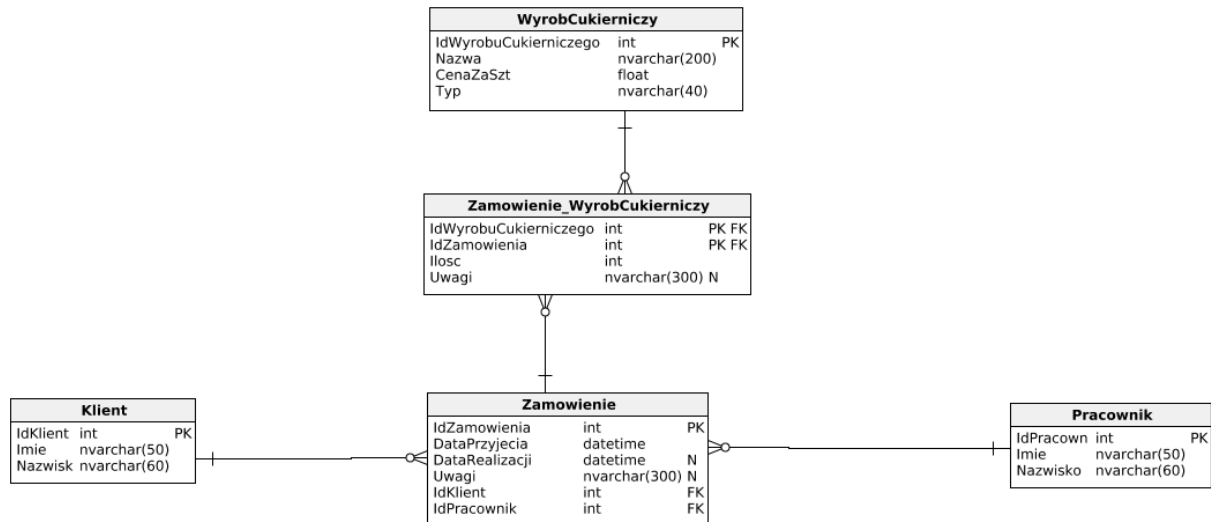 WyrobCukierniczy
IdWyrobuCukierniczego int PK
Nazwa nvarchar(200)
CenaZaSzt float
Typ nvarchar(40)
Zamowienie_WyrobCukierniczy
IdWyrobuCukierniczego int PK FK
IdZamowienia int PK FK
Ilosc int
Uwagi nvarchar(300) N
Klient
IdKlient int PK
Imie nvarchar(50)
Nazwisk nvarchar(60)
Zamowienie
IdZamowienia int PK
DataPrzyjecia datetime
DataRealizacji datetime N
Uwagi nvarchar(300) N
IdKlient int FK
IdPracownik int FK
Pracownik
IdPracown int PK
Imie nvarchar(50)
Nazwisko nvarchar(60)